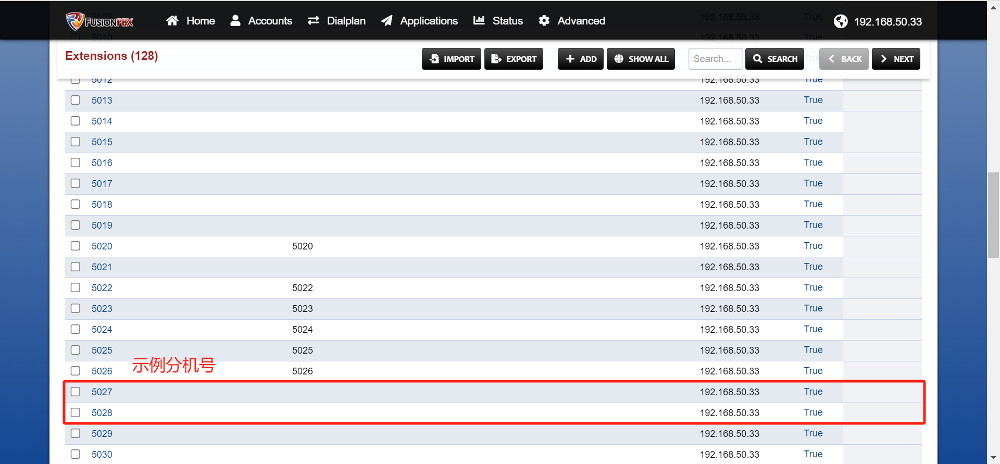 FUSIONPBX Home Accounts Dialplan Applications Status Advanced 192.168.50.33
5010 192.168.50.33 True
Extensions (128) IMPORT EXPORT ADD SHOW ALL Search... SEARCH BACK NEXT
5012 192.168.50.33 True
5013 192.168.50.33 True
5014 192.168.50.33 True
5015 192.168.50.33 True
5016 192.168.50.33 True
5017 192.168.50.33 True
5018 192.168.50.33 True
5019 192.168.50.33 True
5020 5020 192.168.50.33 True
5021 192.168.50.33 True
5022 5022 192.168.50.33 True
5023 5023 192.168.50.33 True
5024 5024 192.168.50.33 True
5025 5025 192.168.50.33 True
示例分机号
5026 5026 192.168.50.33 True
5027 192.168.50.33 True
5028 192.168.50.33 True
5029 192.168.50.33 True
5030 192.168.50.33 True